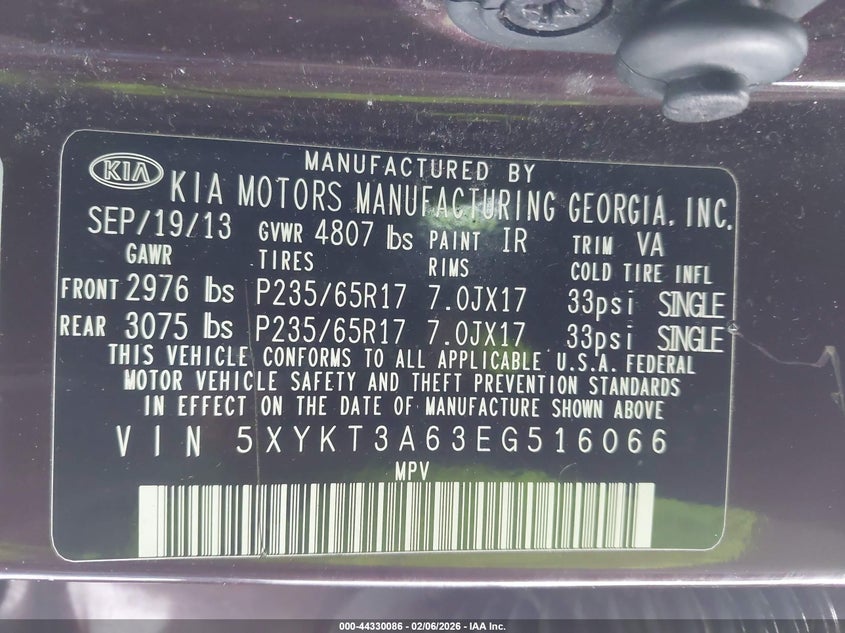 MANUFACTURED BY
KIA KIA MOTORS MANUFACTURING GEORGIA, INC.
SEP/19/13 GVWR 4807 lbs PAINT IR TRIM VA
GAWR TIRES RIMS COLD TIRE INFL
FRONT 2976 lbs P235/65R17 7.0JX17 33psi SINGLE
REAR 3075 lbs P235/65R17 7.0JX17 33psi SINGLE
THIS VEHICLE CONFORMS TO ALL APPLICABLE U.S.A. FEDERAL
MOTOR VEHICLE SAFETY AND THEFT PREVENTION STANDARDS
IN EFFECT ON THE DATE OF MANUFACTURE SHOWN ABOVE
VIN 5XYKT3A63EG516066
MPV
000-44330086 - 02/06/2026 - IAA Inc.